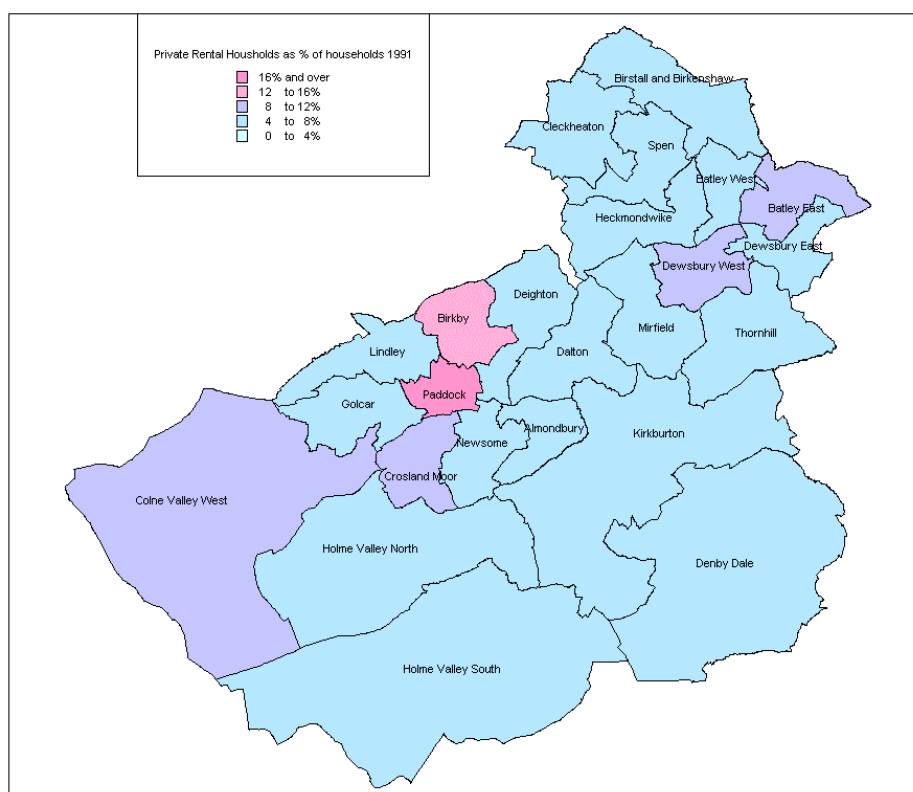 Private Rental Housholds as % of households 1991
16% and over
12 to 16%
8 to 12%
4 to 8%
0 to 4%
Birstall and Birkenshaw
Cleckheaton
Spen
Batley West
Batley East
Heckmondwike
Dewsbury East
Dewsbury West
Deighton
Birkby
Mirfield
Thornhill
Lindley
Dalton
Paddock
Golcar
Almondbury
Kirkburton
Newsome
Crosland Moor
Colne Valley West
Holme Valley North
Denby Dale
Holme Valley South